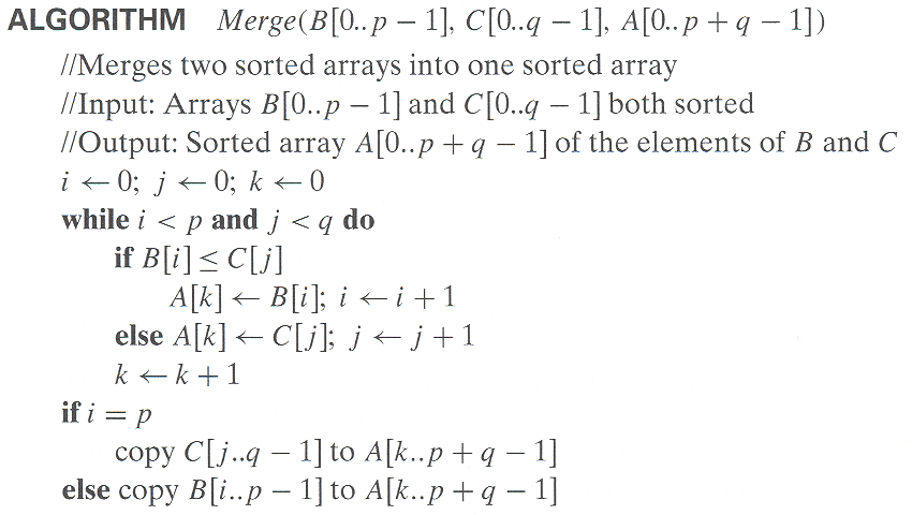 ALGORITHM Merge(B[0..p − 1], C[0..q − 1], A[0..p + q − 1])
//Merges two sorted arrays into one sorted array
//Input: Arrays B[0..p − 1] and C[0..q − 1] both sorted
//Output: Sorted array A[0..p + q − 1] of the elements of B and C
i ← 0; j ← 0; k ← 0
while i < p and j < q do
if B[i] ≤ C[j]
A[k] ← B[i]; i ← i + 1
else A[k] ← C[j]; j ← j + 1
k ← k + 1
if i = p
copy C[j..q − 1] to A[k..p + q − 1]
else copy B[i..p − 1] to A[k..p + q − 1]